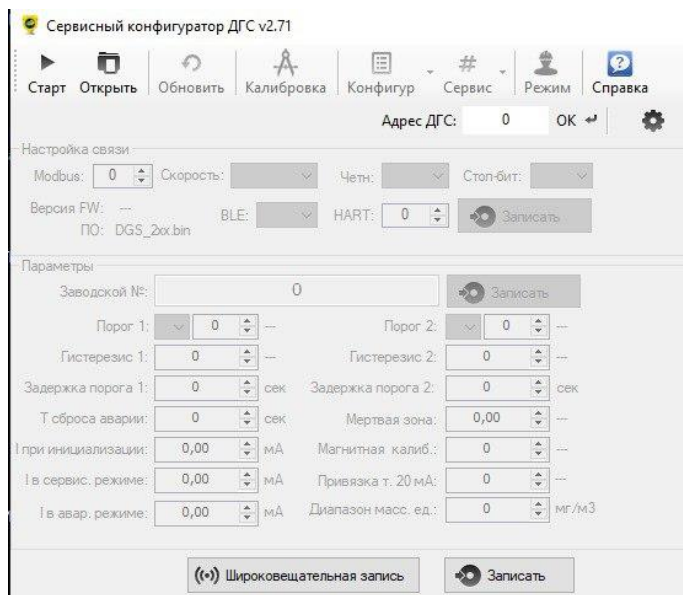 Сервисный конфигуратор ДГС v2.71
Старт Открыть Обновить Калибровка Конфигур Сервис Режим Справка
Адрес ДГС: 0 OK
Настройка связи
Modbus: 0 Скорость: Четн: Стоп-бит:
Версия FW: ---
BLE: HART: 0 Записать
ПО: DGS_2xx.bin
Параметры
Заводской №: 0 Записать
Порог 1: 0 --- Порог 2: 0 ---
Гистерезис 1: 0 --- Гистерезис 2: 0 ---
Задержка порога 1: 0 сек Задержка порога 2: 0 сек
Т сброса аварии: 0 сек Мертвая зона: 0,00 ---
I при инициализации: 0,00 мА Магнитная калиб.: 0 ---
I в сервис. режиме: 0,00 мА Привязка т. 20 мА: 0 ---
I в авар. режиме: 0,00 мА Диапазон масс. ед.: 0 мг/м3
Широковещательная запись Записать